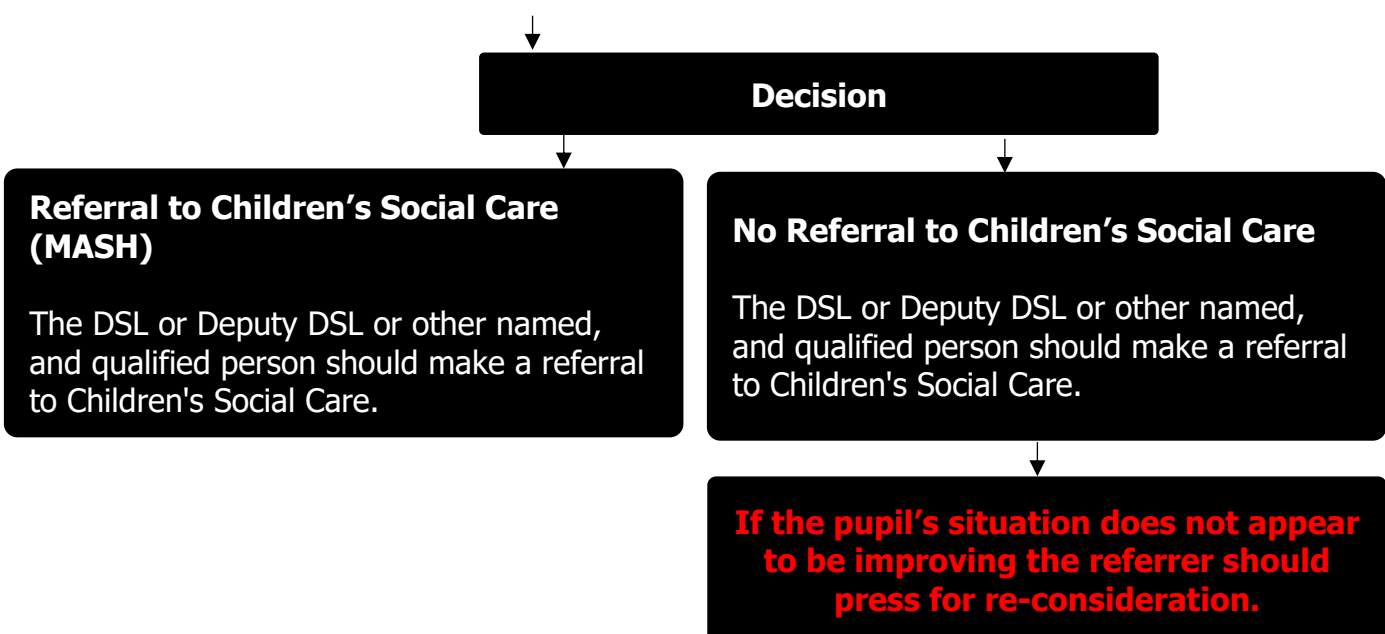 Decision
Referral to Children’s Social Care
(MASH)
The DSL or Deputy DSL or other named,
and qualified person should make a referral
to Children's Social Care.
No Referral to Children’s Social Care
The DSL or Deputy DSL or other named,
and qualified person should make a referral
to Children's Social Care.
If the pupil’s situation does not appear
to be improving the referrer should
press for re-consideration.